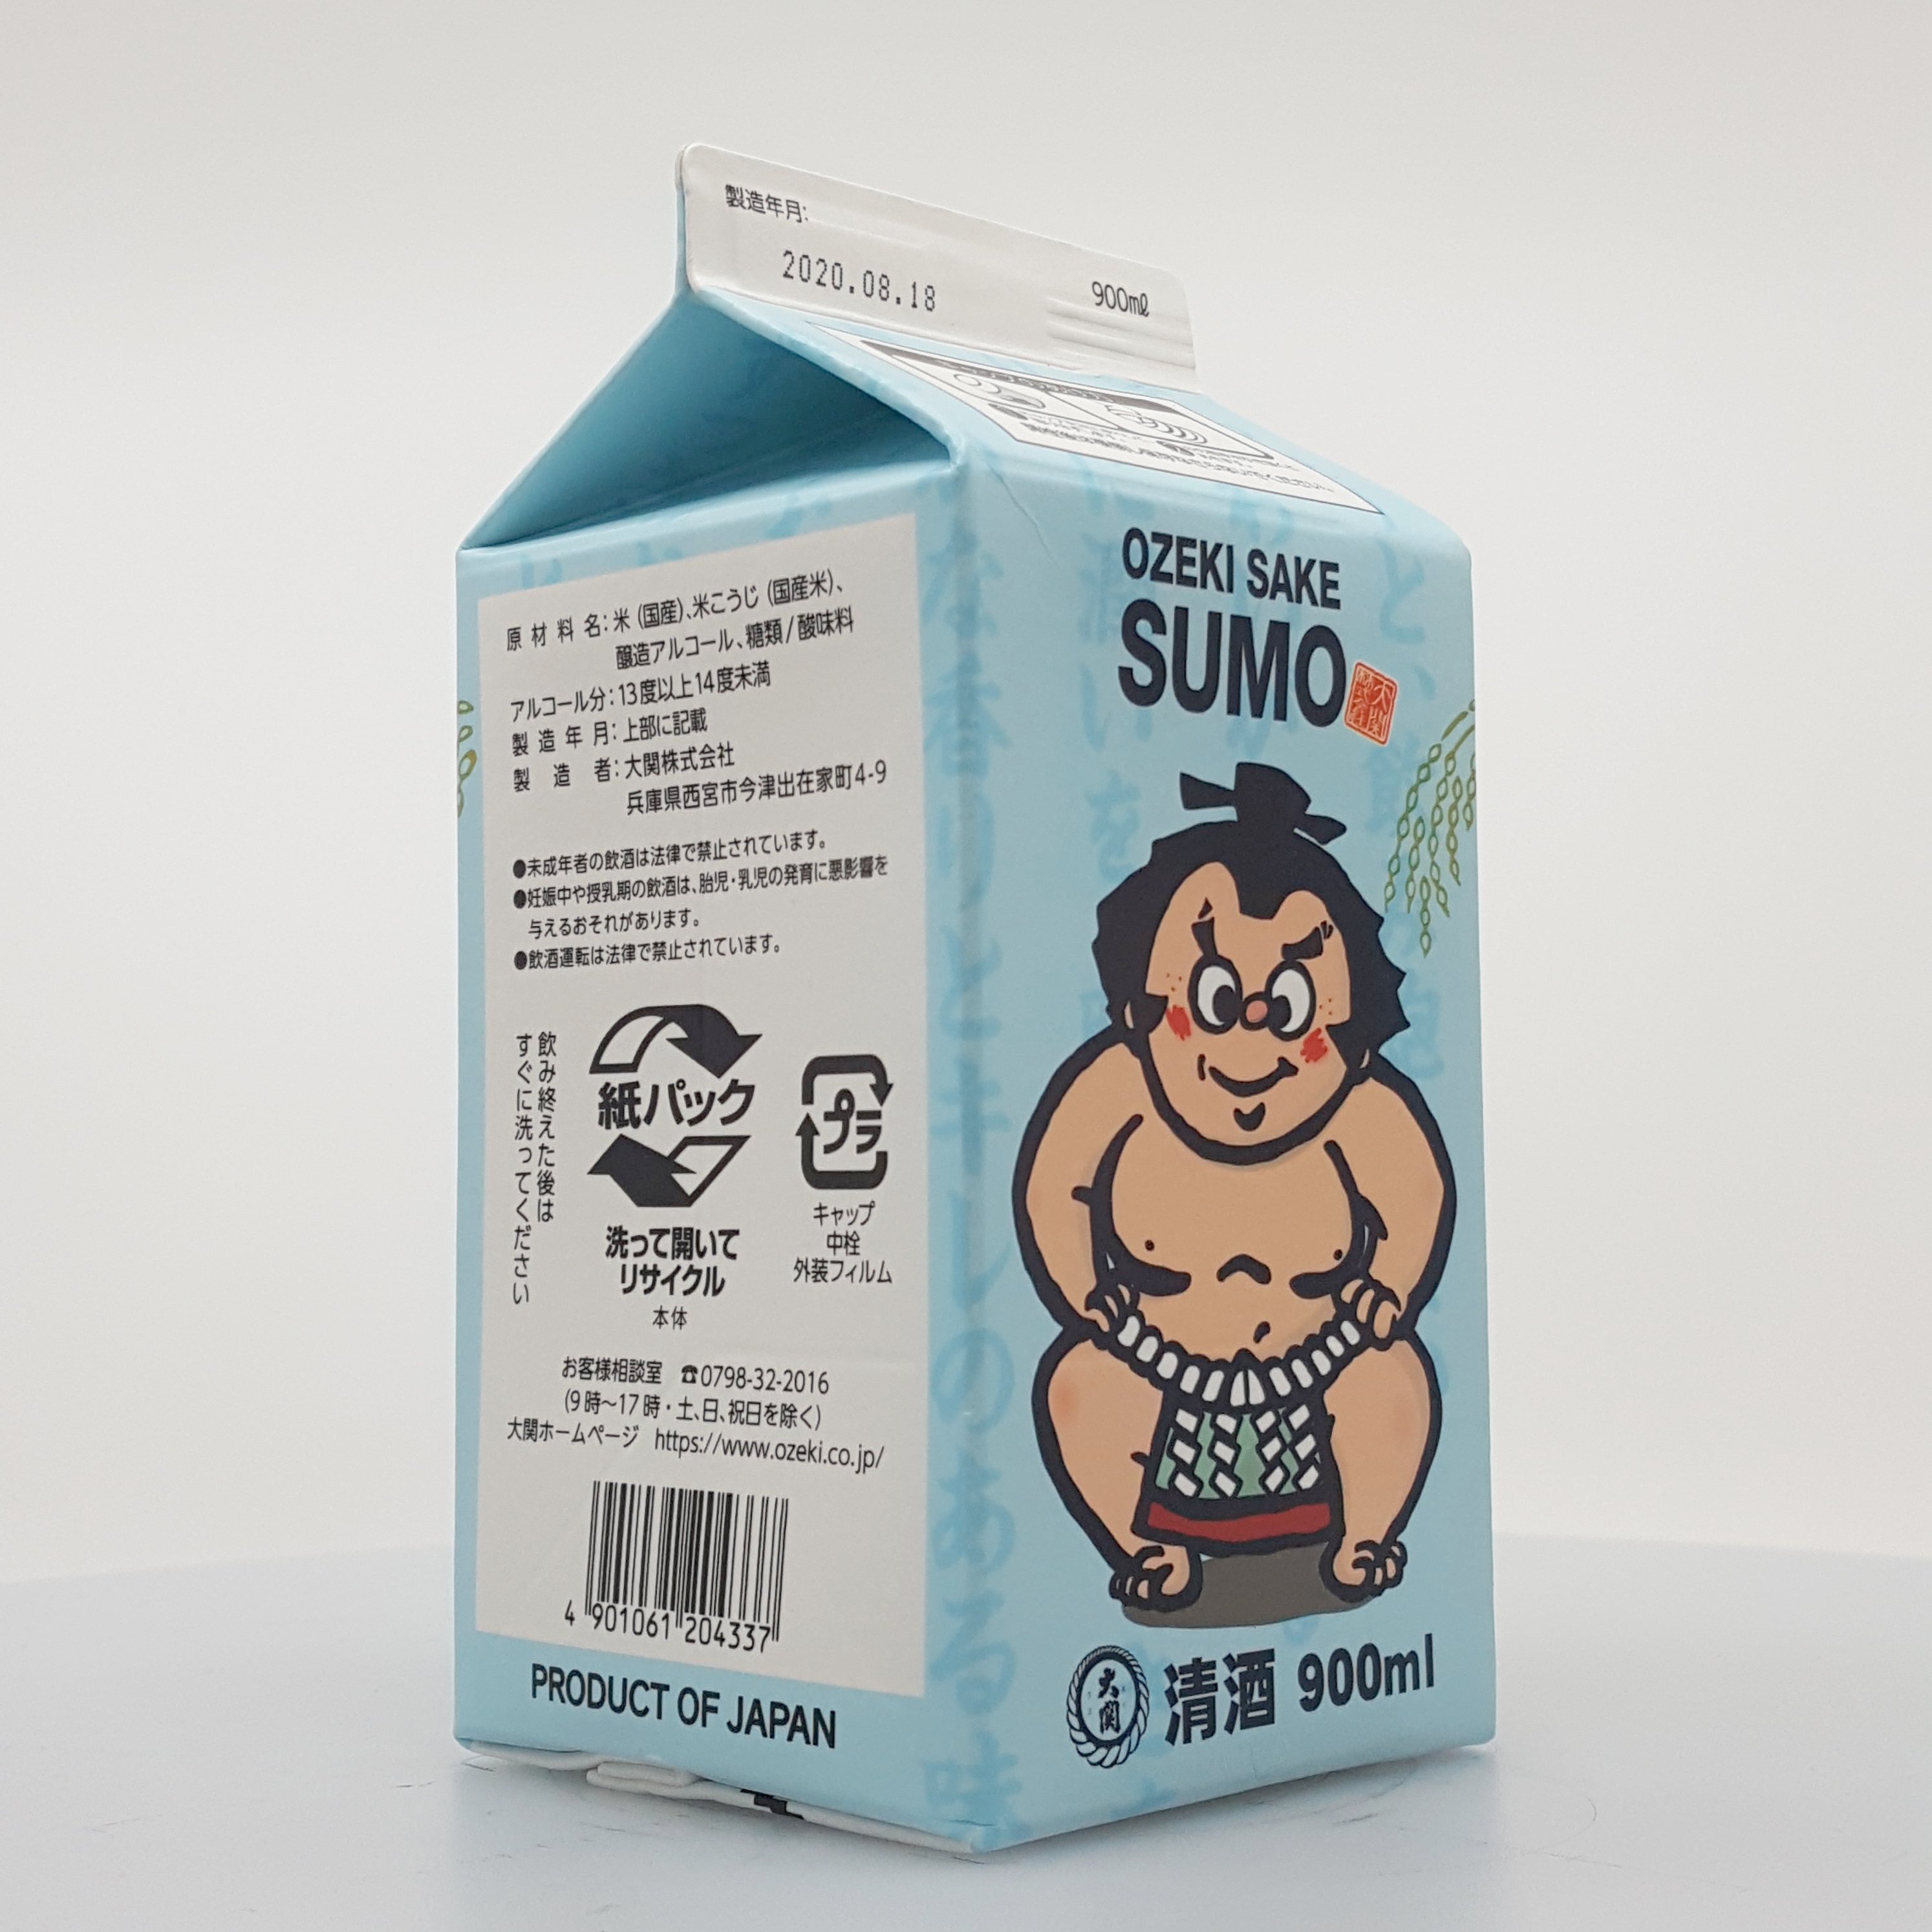 製造年月:
2020.08.18
900mℓ
原材料名:米(国産)、米こうじ(国産米)、
醸造アルコール、糖類/酸味料
アルコール分:13度以上14度未満
製造年月:上部に記載
製造者:大関株式会社
兵庫県西宮市今津出在家町4-9
●未成年者の飲酒は法律で禁止されています。
●妊娠中や授乳期の飲酒は、胎児・乳児の発育に悪影響を
与えるおそれがあります。
●飲酒運転は法律で禁止されています。
飲み終えた後は
すぐに洗ってください
紙パック
洗って開いて
リサイクル
本体
プラ
キャップ
中栓
外装フィルム
お客様相談室 ☎0798-32-2016
(9時〜17時・土、日、祝日を除く)
大関ホームページ https://www.ozeki.co.jp/
4 901061 204337
PRODUCT OF JAPAN
OZEKI SAKE
SUMO
大関
清酒 900ml